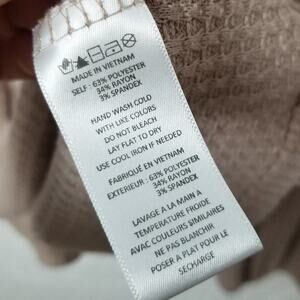 MADE IN VIETNAM
SELF : 63% POLYESTER
34% RAYON
3% SPANDEX
HAND WASH COLD
WITH LIKE COLORS
DO NOT BLEACH
LAY FLAT TO DRY
USE COOL IRON IF NEEDED
FABRIQUÉ EN VIETNAM
EXTERIEUR : 63% POLYESTER
34% RAYON
3% SPANDEX
LAVAGE A LA MAIN A
TEMPERATURE FROIDE
AVEC COULEURS SIMILAIRES
NE PAS BLANCHIR
POSER A PLAT POUR LE
SECHARGE